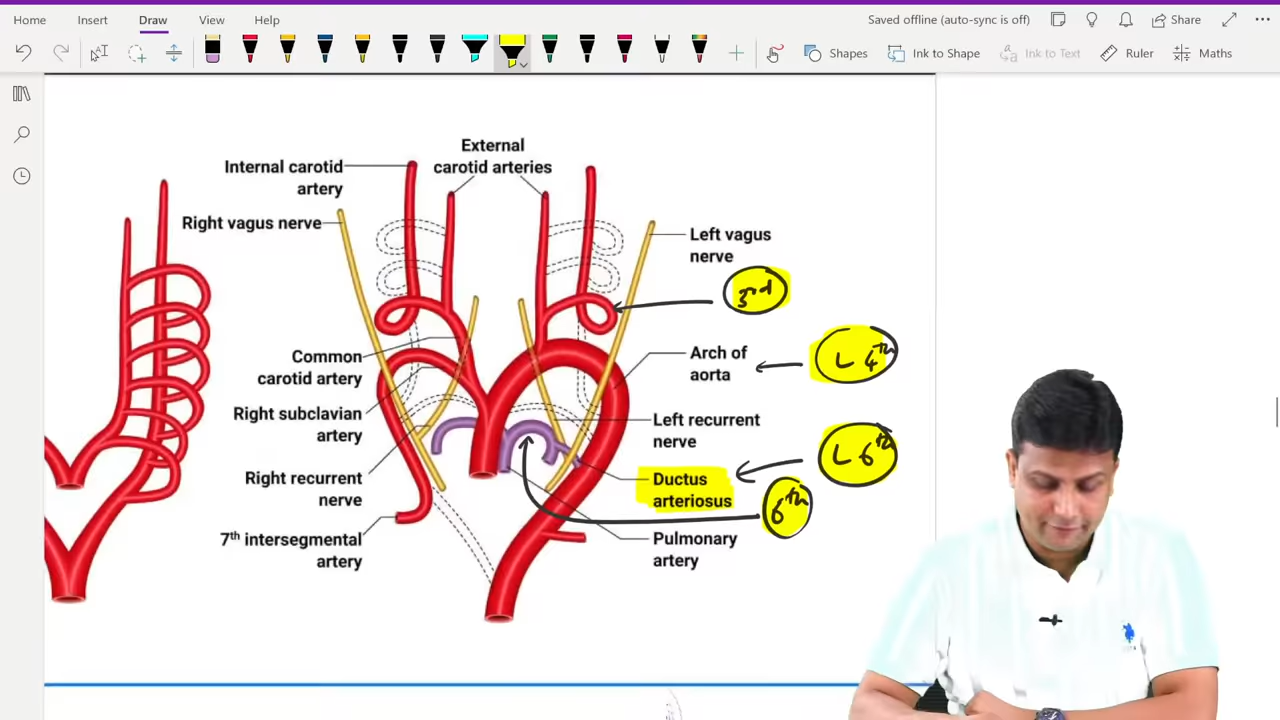 Home Insert Draw View Help Saved offline (auto-sync is off) Share
Shapes Ink to Shape Ink to Text Ruler Maths
External
carotid arteries
Internal carotid
artery
Right vagus nerve
Left vagus
nerve
3rd
Common
carotid artery
Arch of
aorta
L 4th
Right subclavian
artery
Left recurrent
nerve
L 6th
Right recurrent
nerve
Ductus
arteriosus
6th
7th intersegmental
artery
Pulmonary
artery